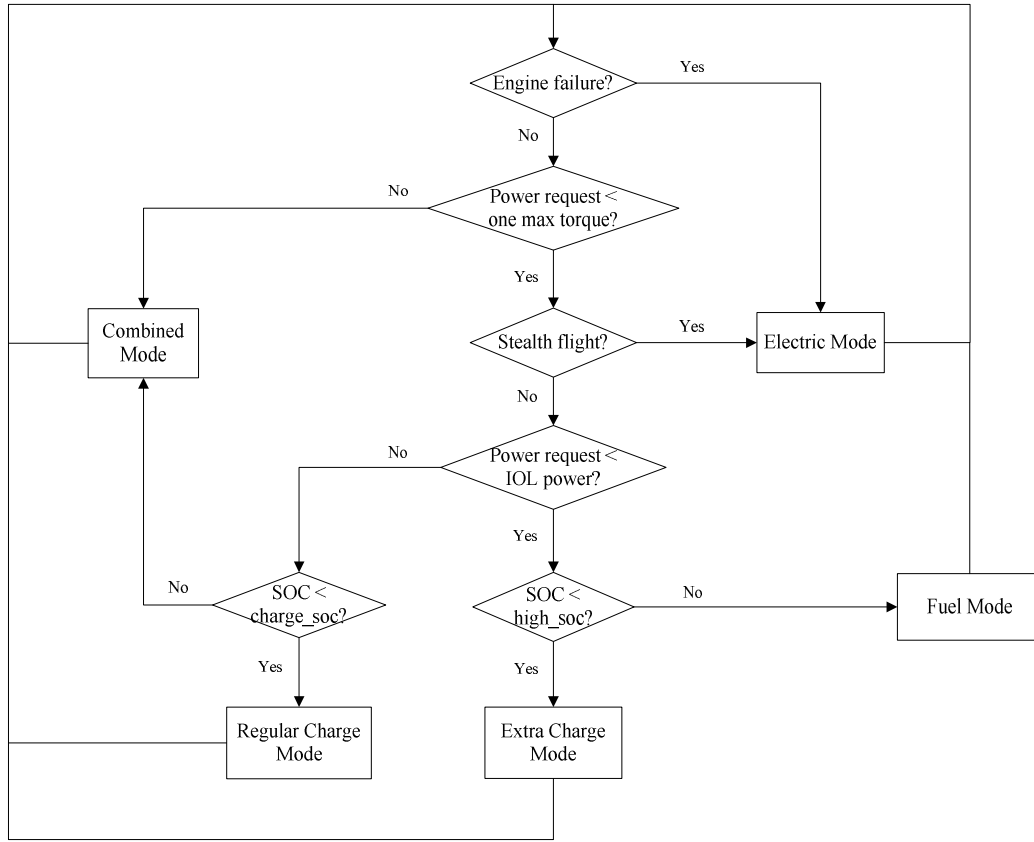 Engine failure?
Yes
No
Power request <
one max torque?
No
Yes
Combined
Mode
Stealth flight?
Yes
Electric Mode
No
Power request <
IOL power?
No
Yes
SOC <
charge_soc?
No
Yes
SOC <
high_soc?
No
Yes
Fuel Mode
Regular Charge
Mode
Extra Charge
Mode